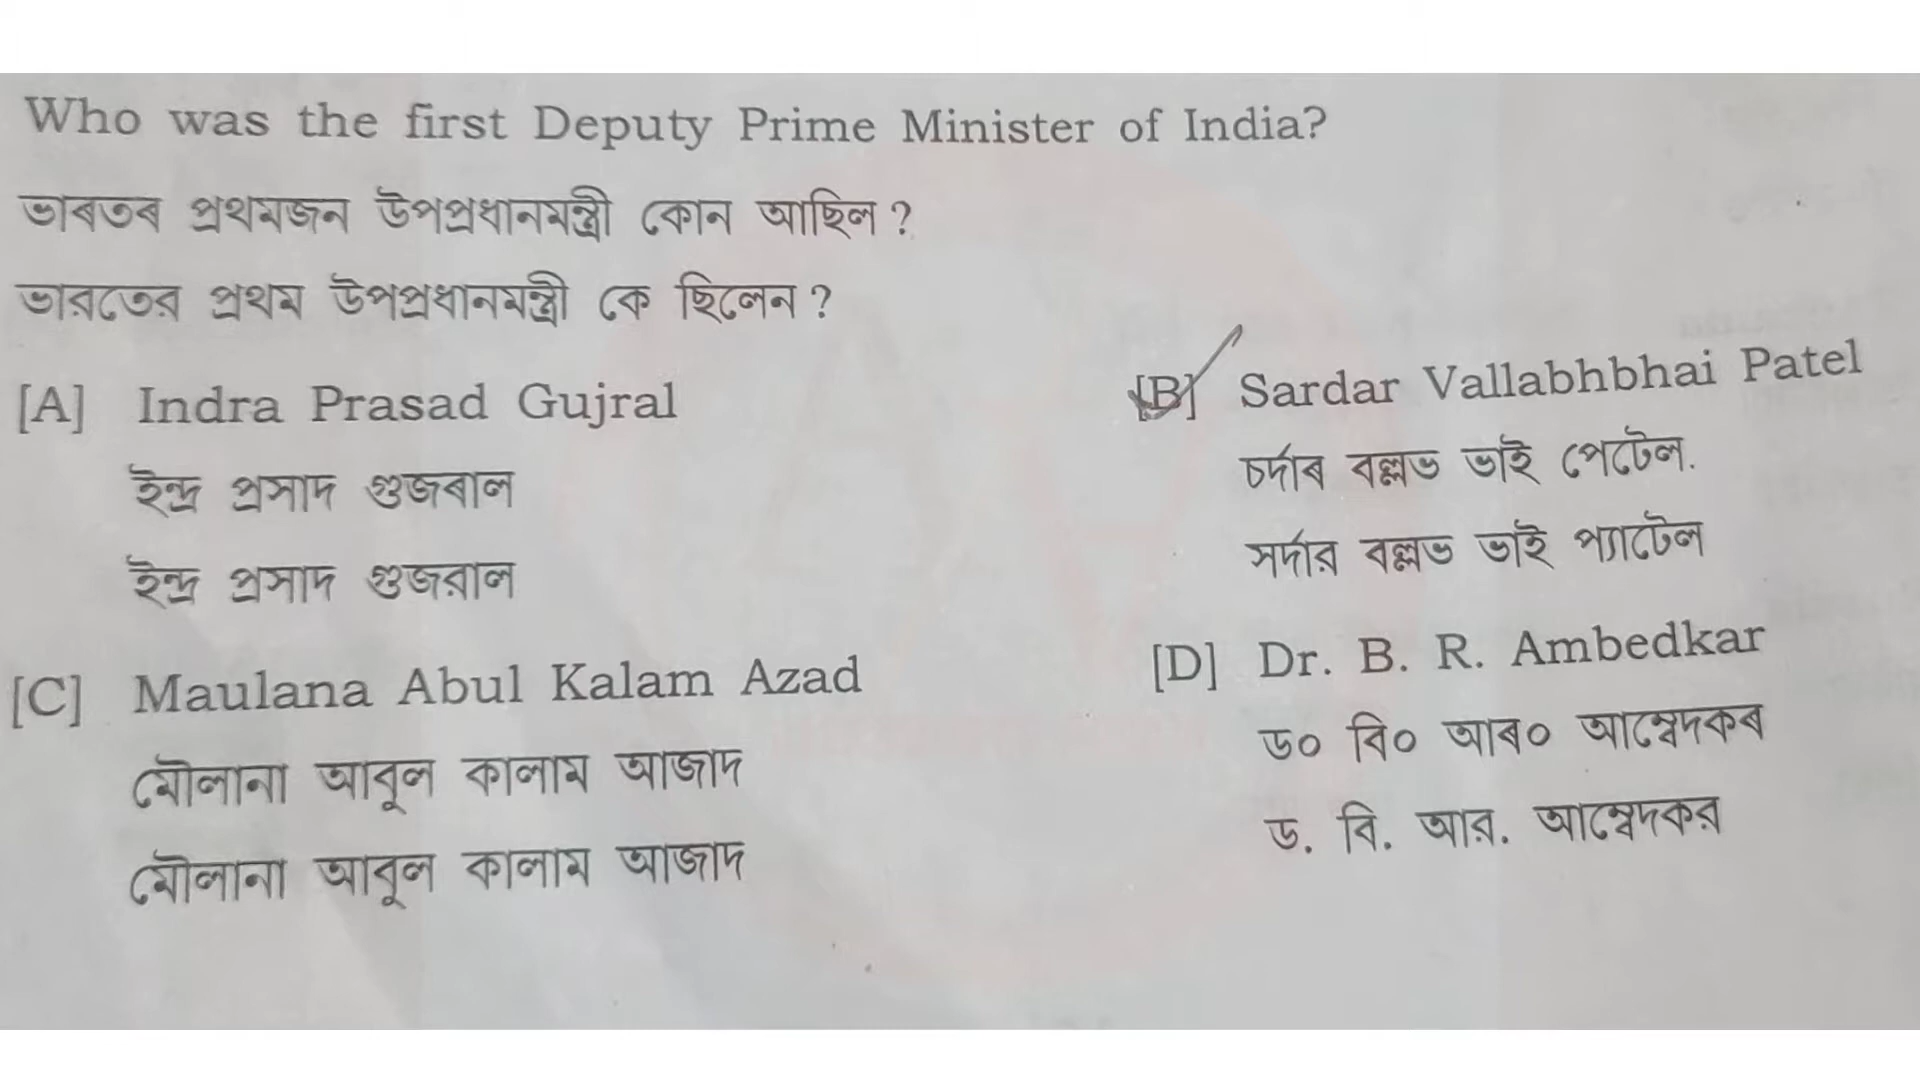 Who was the first Deputy Prime Minister of India?
ভাৰতৰ প্ৰথমজন উপপ্ৰধানমন্ত্ৰী কোন আছিল ?
ভারতের প্রথম উপপ্রধানমন্ত্রী কে ছিলেন ?
[A] Indra Prasad Gujral
ইন্দ্ৰ প্ৰসাদ গুজৰাল
ইন্দ্র প্রসাদ গুজরাল
[B] Sardar Vallabhbhai Patel
চৰ্দাৰ বল্লভ ভাই পেটেল.
সর্দার বল্লভ ভাই প্যাটেল
[C] Maulana Abul Kalam Azad
মৌলানা আবুল কালাম আজাদ
মৌলানা আবুল কালাম আজাদ
[D] Dr. B. R. Ambedkar
ড০ বি০ আৰ০ আম্বেদকৰ
ড. বি. আর. আম্বেদকর